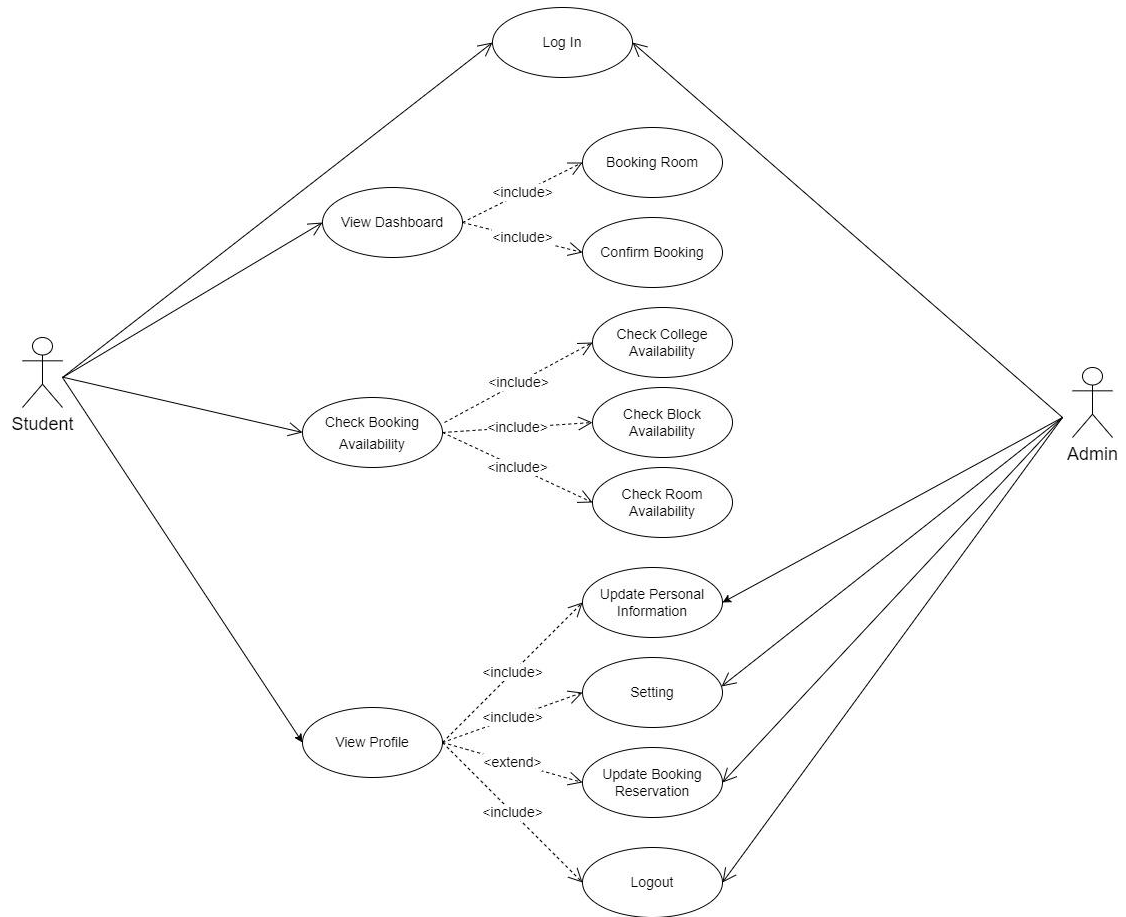 Log In
Booking Room
<include>
View Dashboard
<include>
Confirm Booking
Check College
Availability
<include>
Student
Check Booking
Availability
<include>
Check Block
Availability
<include>
Check Room
Availability
Admin
Update Personal
Information
<include>
Setting
<include>
View Profile
<extend>
Update Booking
Reservation
<include>
Logout